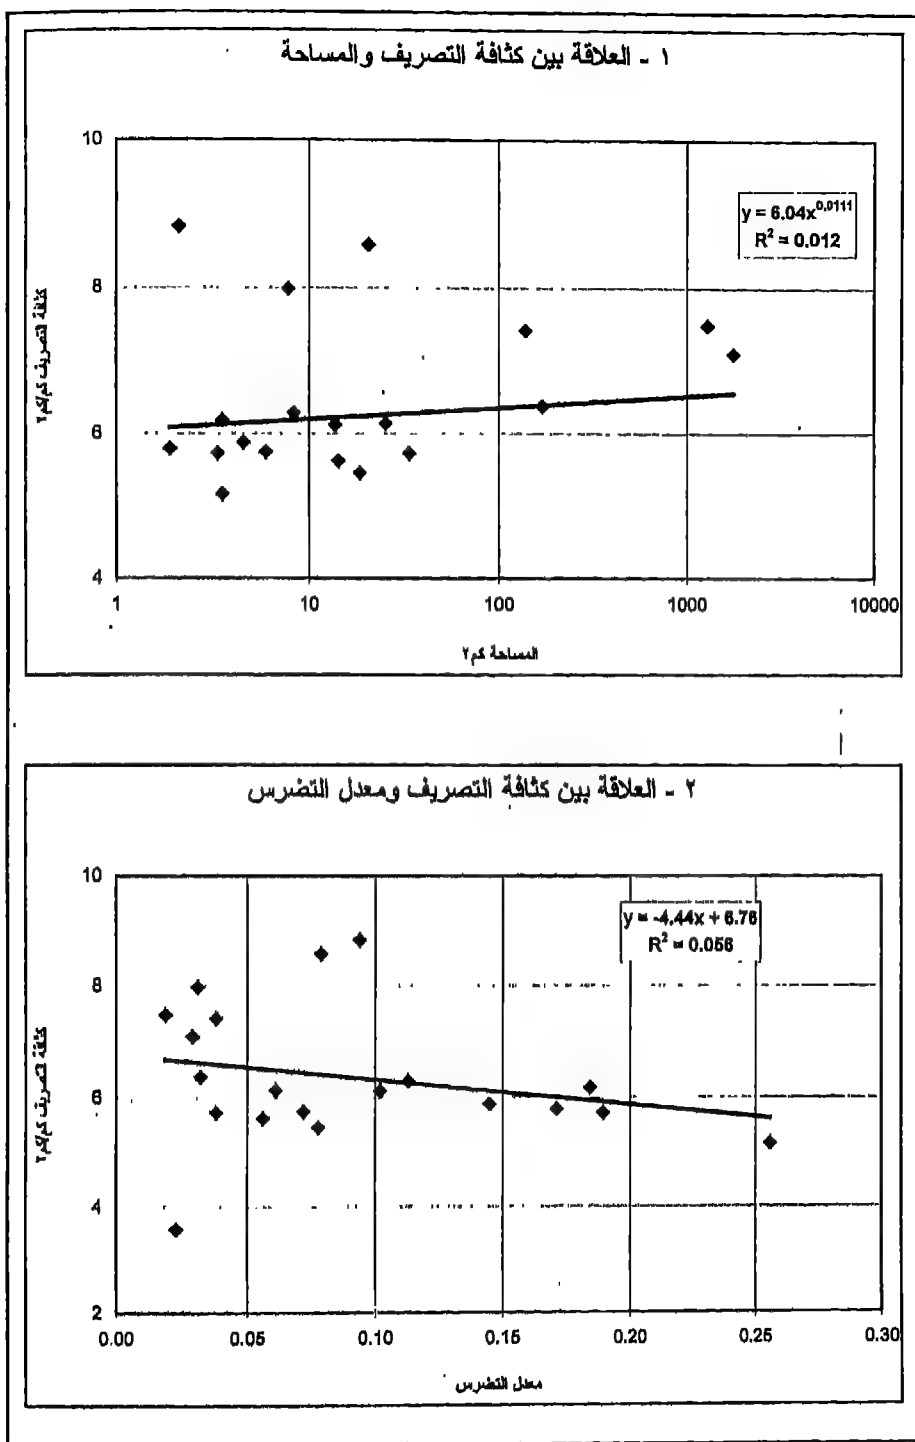 ١ - العلاقة بين كثافة التصريف والمساحة
10
8
6
4
y = 6.04x^0.0111
R² = 0.012
كثافة التصريف كم/كم٢
1
10
100
1000
10000
المساحة كم٢
٢ - العلاقة بين كثافة التصريف ومعدل التضرس
10
8
6
4
2
y = -4.44x + 6.76
R² = 0.056
كثافة التصريف كم/كم٢
0.00
0.05
0.10
0.15
0.20
0.25
0.30
معدل التضرس